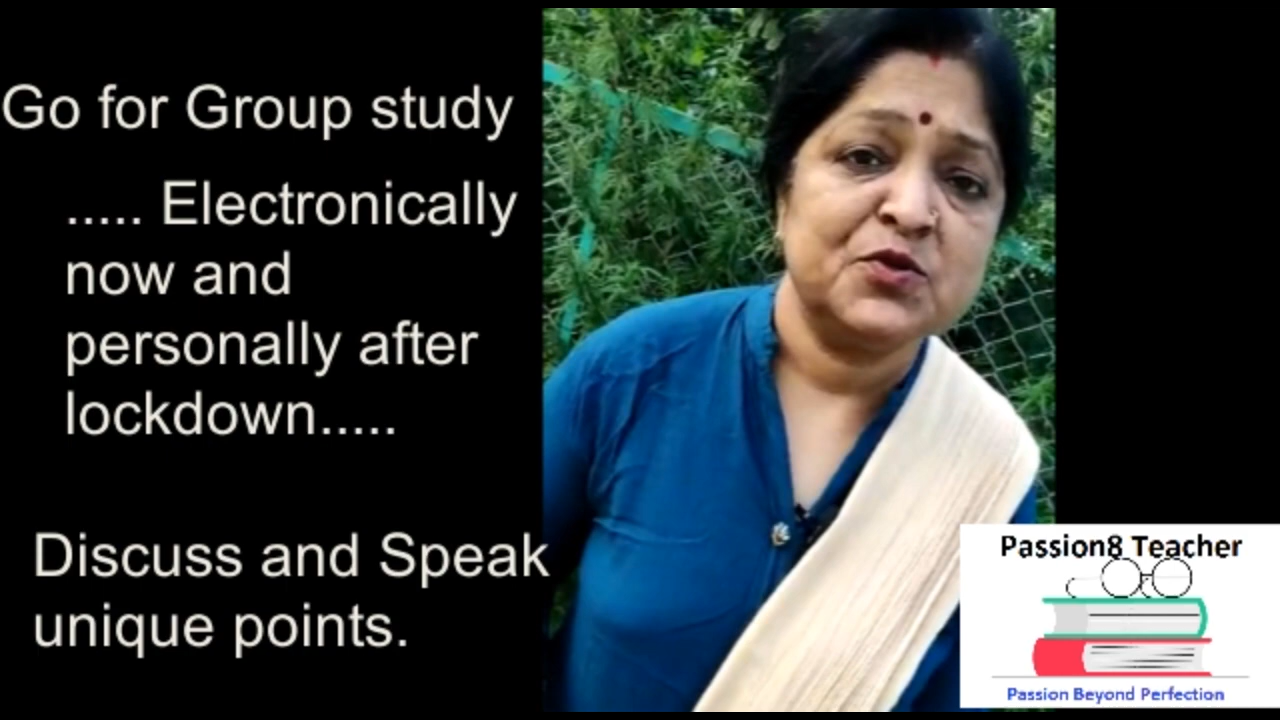 Go for Group study
..... Electronically
now and
personally after
lockdown.....
Discuss and Speak
unique points.
Passion8 Teacher
Passion Beyond Perfection